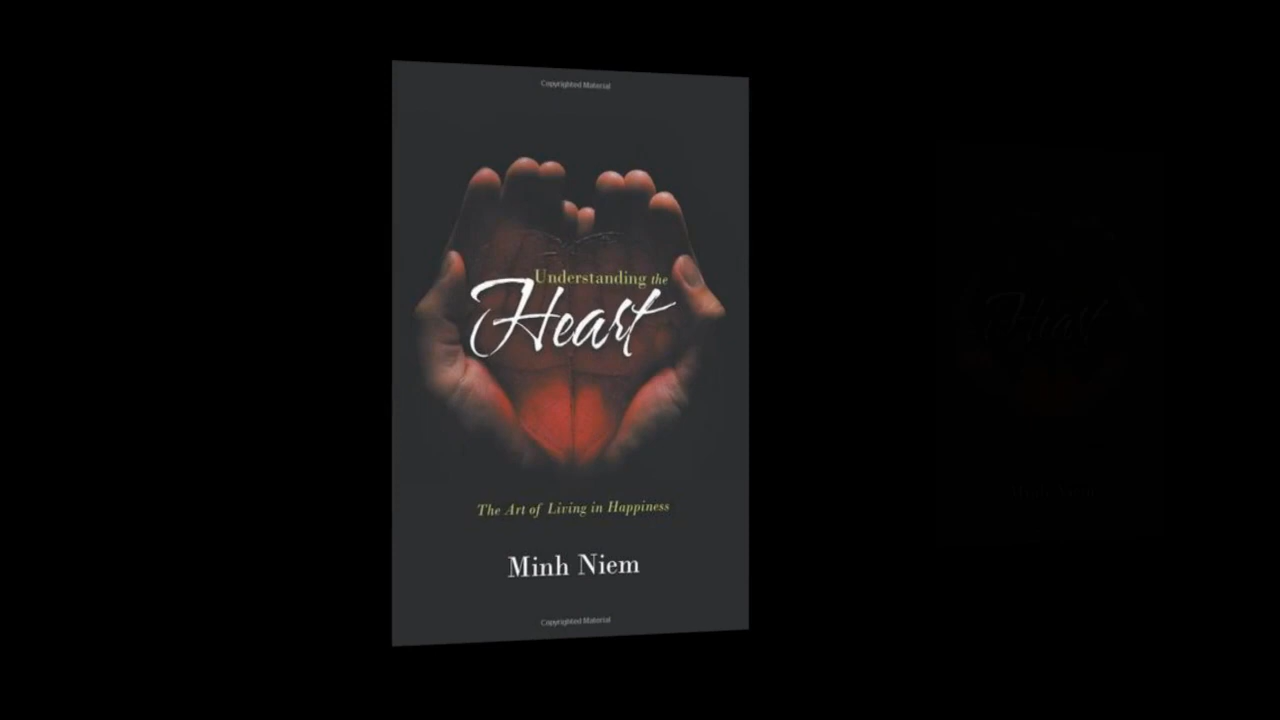 Copyrighted Material
Understanding the
Heart
The Art of Living in Happiness
Minh Niem
Copyrighted Material